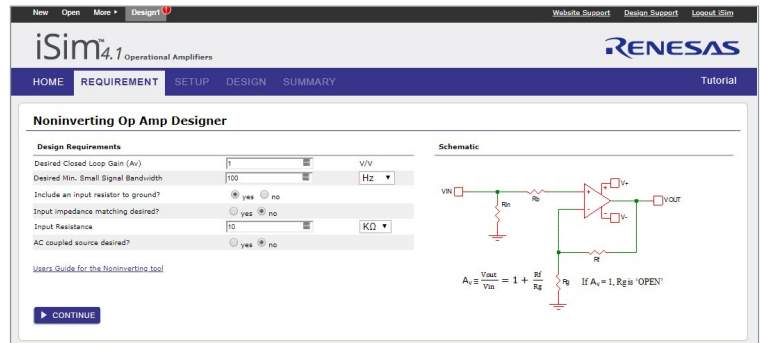 New Open More ▸ Design1 !
Website Support Design Support Logout iSim
iSim™4.1 Operational Amplifiers
RENESAS
HOME REQUIREMENT SETUP DESIGN SUMMARY Tutorial
Noninverting Op Amp Designer
Design Requirements
Desired Closed Loop Gain (Av) 1 V/V
Desired Min. Small Signal Bandwidth 100 Hz ▼
Include an input resistor to ground? yes no
Input impedance matching desired? yes no
Input Resistance 10 KΩ ▼
AC coupled source desired? yes no
Users Guide for the Noninverting tool
▶ CONTINUE
Schematic
VIN
Rin
Rb
+
-
+
V+
-
V-
VOUT
Rf
Rg
Av ≡ Vout/Vin = 1 + Rf/Rg
If Av = 1, Rg is 'OPEN'